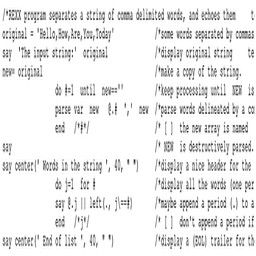 /*REXX program separates a string of comma delimited words, and echoes them    t
original = 'Hello,How,Are,You,Today' /*some words separated by commas
say 'The input string:' original /*display original string    te
new= original /*make a copy of the string.
do #=1 until new=='' /*keep processing until NEW is
parse var new @.# ',' new /*parse words delineated by a co
end /*#*/ /* [ ] the new array is named
say /* NEW is destructively parsed.
say center(' Words in the string ', 40, " ") /*display a nice header for the
do j=1 for # /*display all the words (one per
say @.j || left(., j\==#) /*maybe append a period (.) to a
end /*j*/ /* [ ] don't append a period if
say center(' End of list ', 40, " ") /*display a (EOL) trailer for th